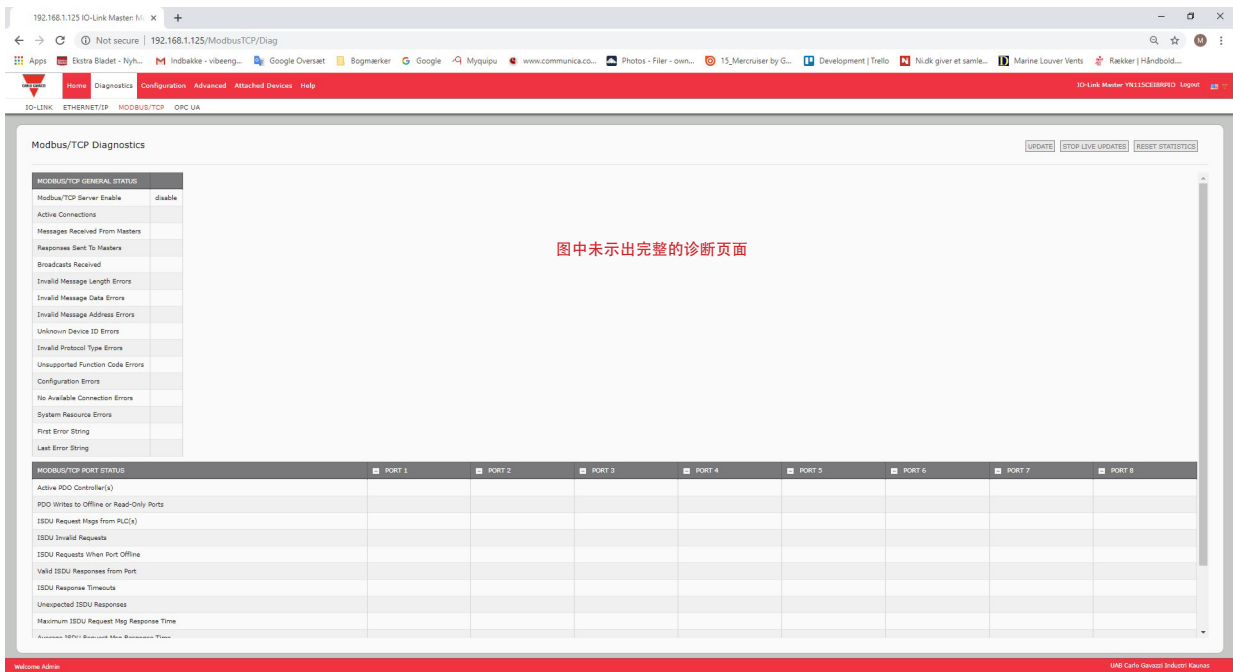 192.168.1.125 IO-Link Master: M
Not secure | 192.168.1.125/ModbusTCP/Diag
Apps Ekstra Bladet - Nyh... Indbakke - vibeeng... Google Oversæt Bogmærker Google Myquipu www.communica.co... Photos - Filer - own... 15_Mercruiser by G... Development | Trello Ni.dk giver et samle... Marine Louver Vents Rækker | Håndbold....
Home Diagnostics Configuration Advanced Attached Devices Help
IO-Link Master YN115CEI8RPIO Logout
IO-LINK ETHERNET/IP MODBUS/TCP OPC UA
Modbus/TCP Diagnostics
UPDATE STOP LIVE UPDATES RESET STATISTICS
MODBUS/TCP GENERAL STATUS
Modbus/TCP Server Enable disable
Active Connections
Messages Received From Masters
Responses Sent To Masters
图中未示出完整的诊断页面
Broadcasts Received
Invalid Message Length Errors
Invalid Message Data Errors
Invalid Message Address Errors
Unknown Device ID Errors
Invalid Protocol Type Errors
Unsupported Function Code Errors
Configuration Errors
No Available Connection Errors
System Resource Errors
First Error String
Last Error String
MODBUS/TCP PORT STATUS PORT 1 PORT 2 PORT 3 PORT 4 PORT 5 PORT 6 PORT 7 PORT 8
Active PDO Controller(s)
PDO Writes to Offline or Read-Only Ports
ISDU Request Msgs from PLC(s)
ISDU Invalid Requests
ISDU Requests When Port Offline
Valid ISDU Responses from Port
ISDU Response Timeouts
Unexpected ISDU Responses
Maximum ISDU Request Msg Response Time
Average ISDU Request Msg Response Time
Welcome Admin
UAB Carlo Gavazzi Industri Kaunas